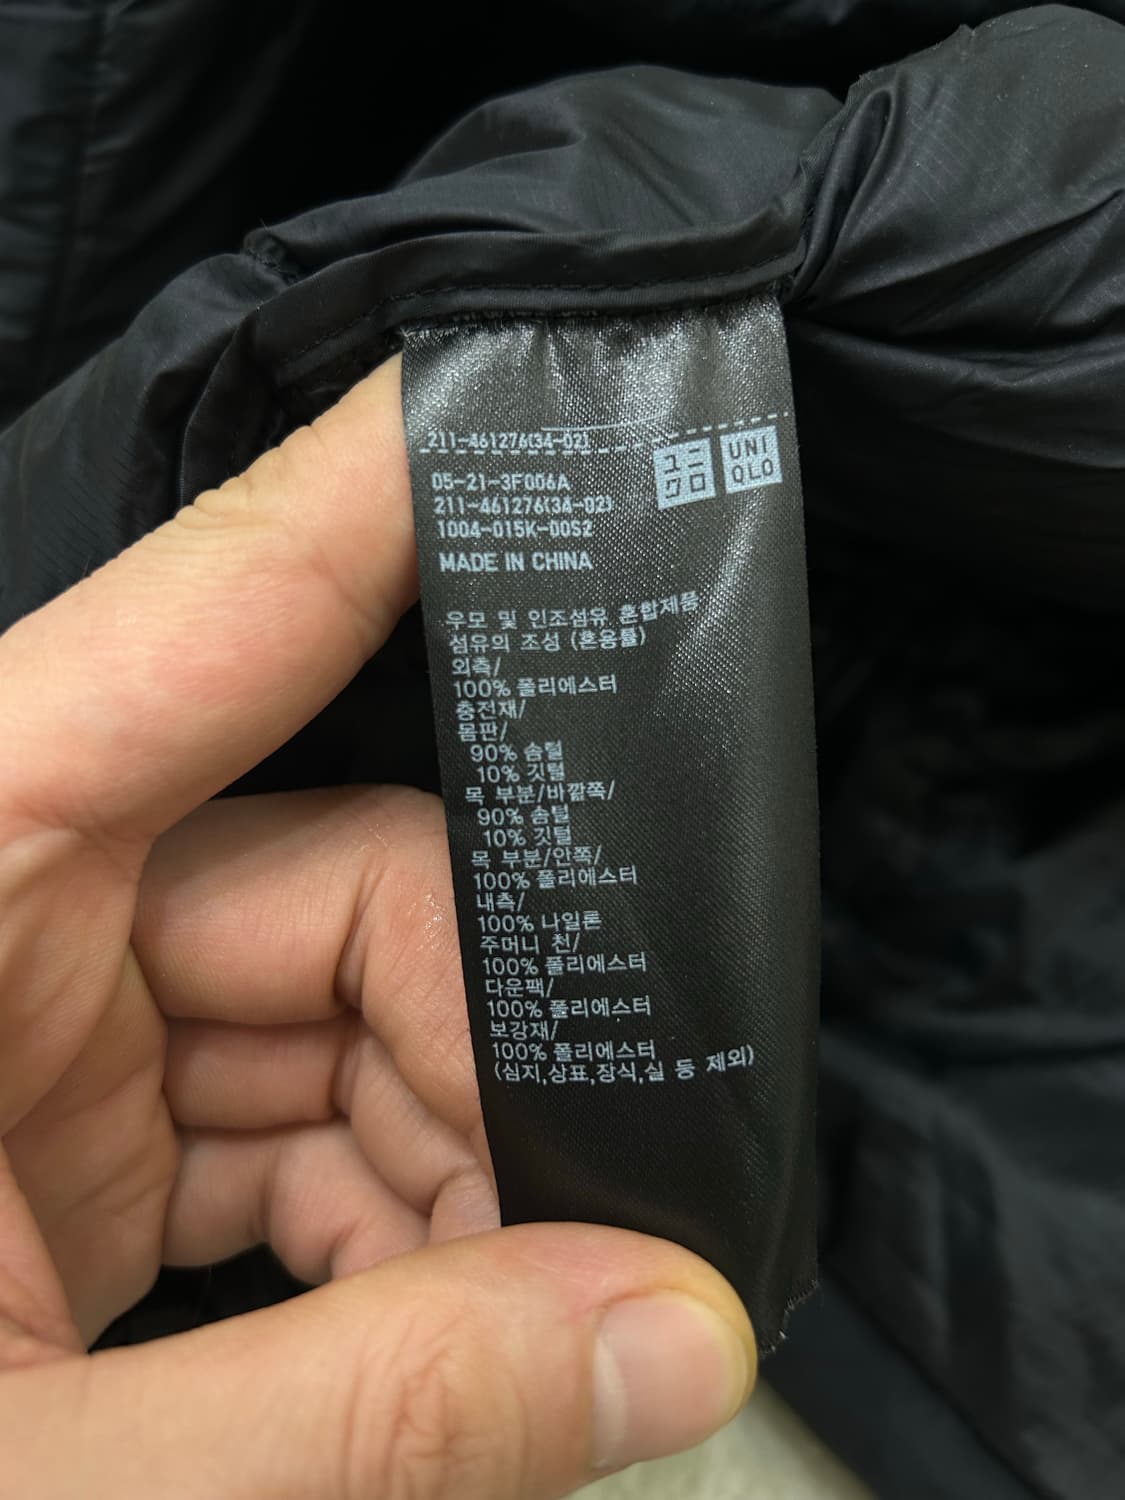 211-461276(34-02)
ユニ
クロ
UNI
QLO
05-21-3F006A
211-461276(34-02)
1004-015K-00S2
MADE IN CHINA
우모 및 인조섬유 혼합제품
섬유의 조성 (혼용률)
외측/
100% 폴리에스터
충전재/
몸판/
90% 솜털
10% 깃털
목 부분/바깥쪽/
90% 솜털
10% 깃털
목 부분/안쪽/
100% 폴리에스터
내측/
100% 나일론
주머니 천/
100% 폴리에스터
다운팩/
100% 폴리에스터
보강재/
100% 폴리에스터
(심지,상표,장식,실 등 제외)